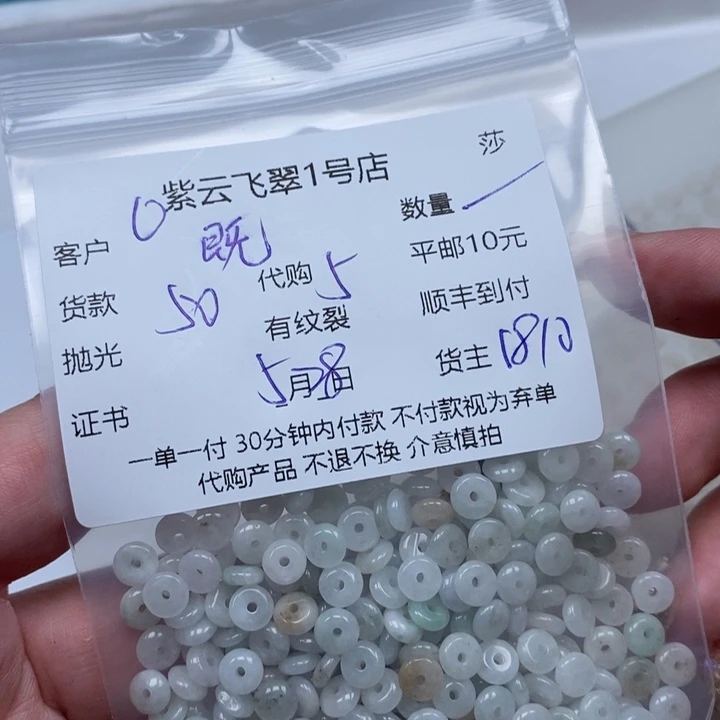 莎
紫云飞翠1号店
客户 既 数量 一
货款 50 代购 5 平邮10元
抛光 有纹裂 顺丰到付
证书 5月28日 货主 1810
一单一付 30分钟内付款 不付款视为弃单
代购产品 不退不换 介意慎拍